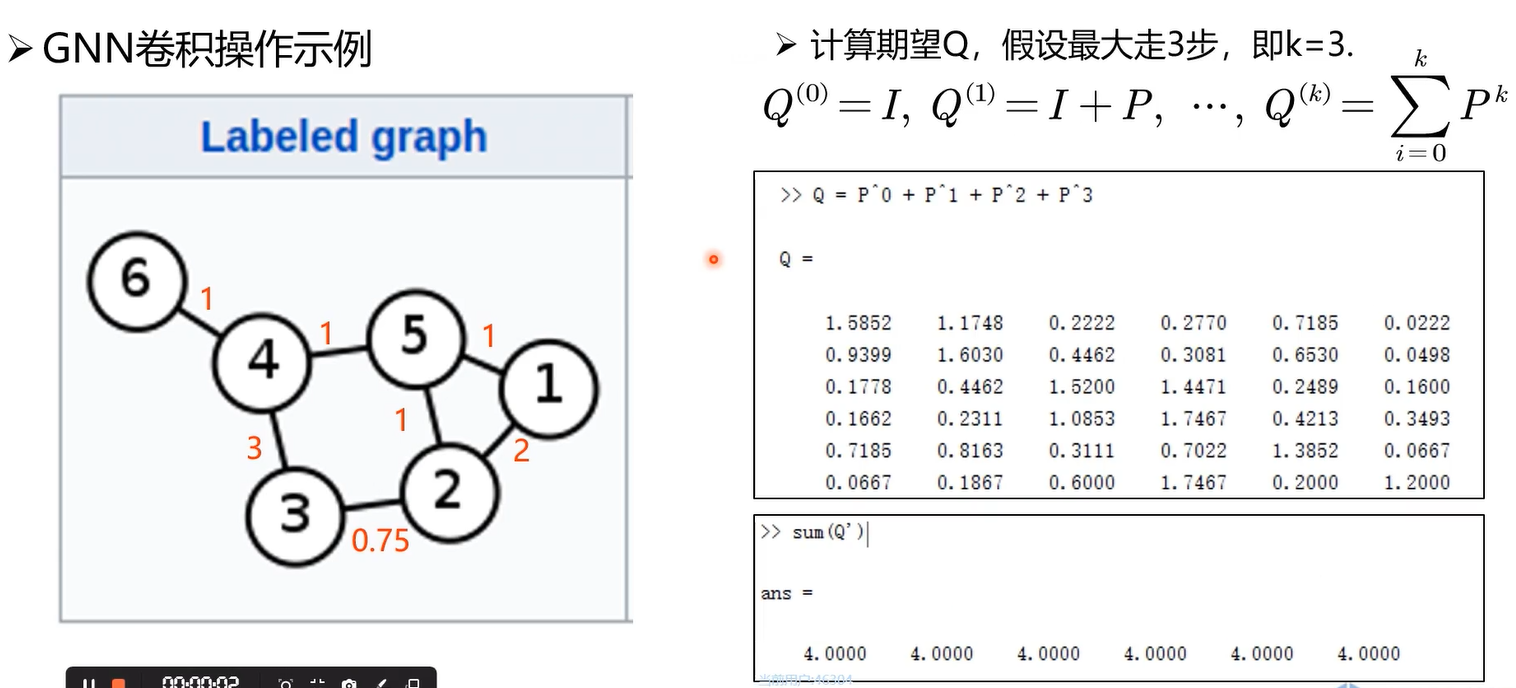 ➢ GNN卷积操作示例
Labeled graph
6
1
4
1
5
1
1
3
1
2
3
2
0.75
➢ 计算期望Q，假设最大走3步，即k=3.
Q^{(0)} = I, Q^{(1)} = I + P, ⋯, Q^{(k)} = \sum_{i=0}^{k} P^k
>> Q = P^0 + P^1 + P^2 + P^3
Q =
1.5852 1.1748 0.2222 0.2770 0.7185 0.0222
0.9399 1.6030 0.4462 0.3081 0.6530 0.0498
0.1778 0.4462 1.5200 1.4471 0.2489 0.1600
0.1662 0.2311 1.0853 1.7467 0.4213 0.3493
0.7185 0.8163 0.3111 0.7022 1.3852 0.0667
0.0667 0.1867 0.6000 1.7467 0.2000 1.2000
>> sum(Q')
ans =
4.0000 4.0000 4.0000 4.0000 4.0000 4.0000
00:00:02
当前用户:46304